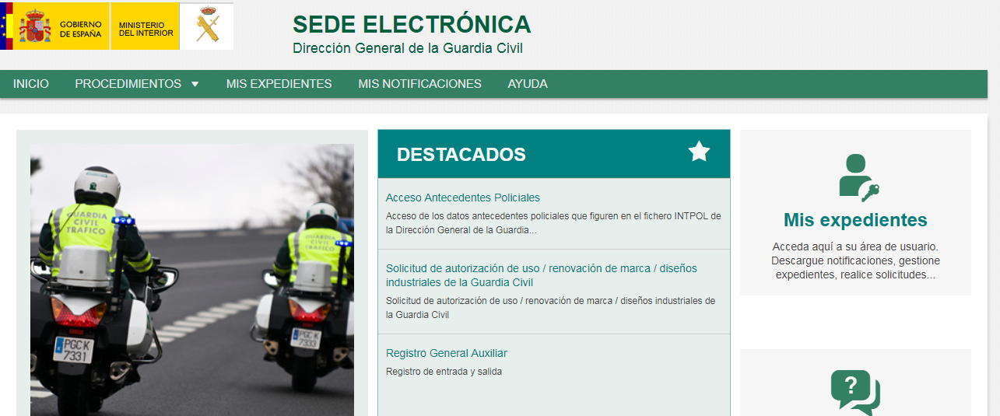 GOBIERNO
DE ESPAÑA
MINISTERIO
DEL INTERIOR
SEDE ELECTRÓNICA
Dirección General de la Guardia Civil
INICIO PROCEDIMIENTOS MIS EXPEDIENTES MIS NOTIFICACIONES AYUDA
GUARDIA
CIVIL
TRAFICO
GUARDIA
CIVIL
TRAFICO
PGC K
7331
PGC K
7333
DESTACADOS
Acceso Antecedentes Policiales
Acceso de los datos antecedentes policiales que figuren en el fichero INTPOL de
la Dirección General de la Guardia...
Solicitud de autorización de uso / renovación de marca / diseños
industriales de la Guardia Civil
Solicitud de autorización de uso / renovación de marca / diseños industriales de
la Guardia Civil
Registro General Auxiliar
Registro de entrada y salida
Mis expedientes
Acceda aquí a su área de usuario.
Descargue notificaciones, gestione
expedientes, realice solicitudes...
?